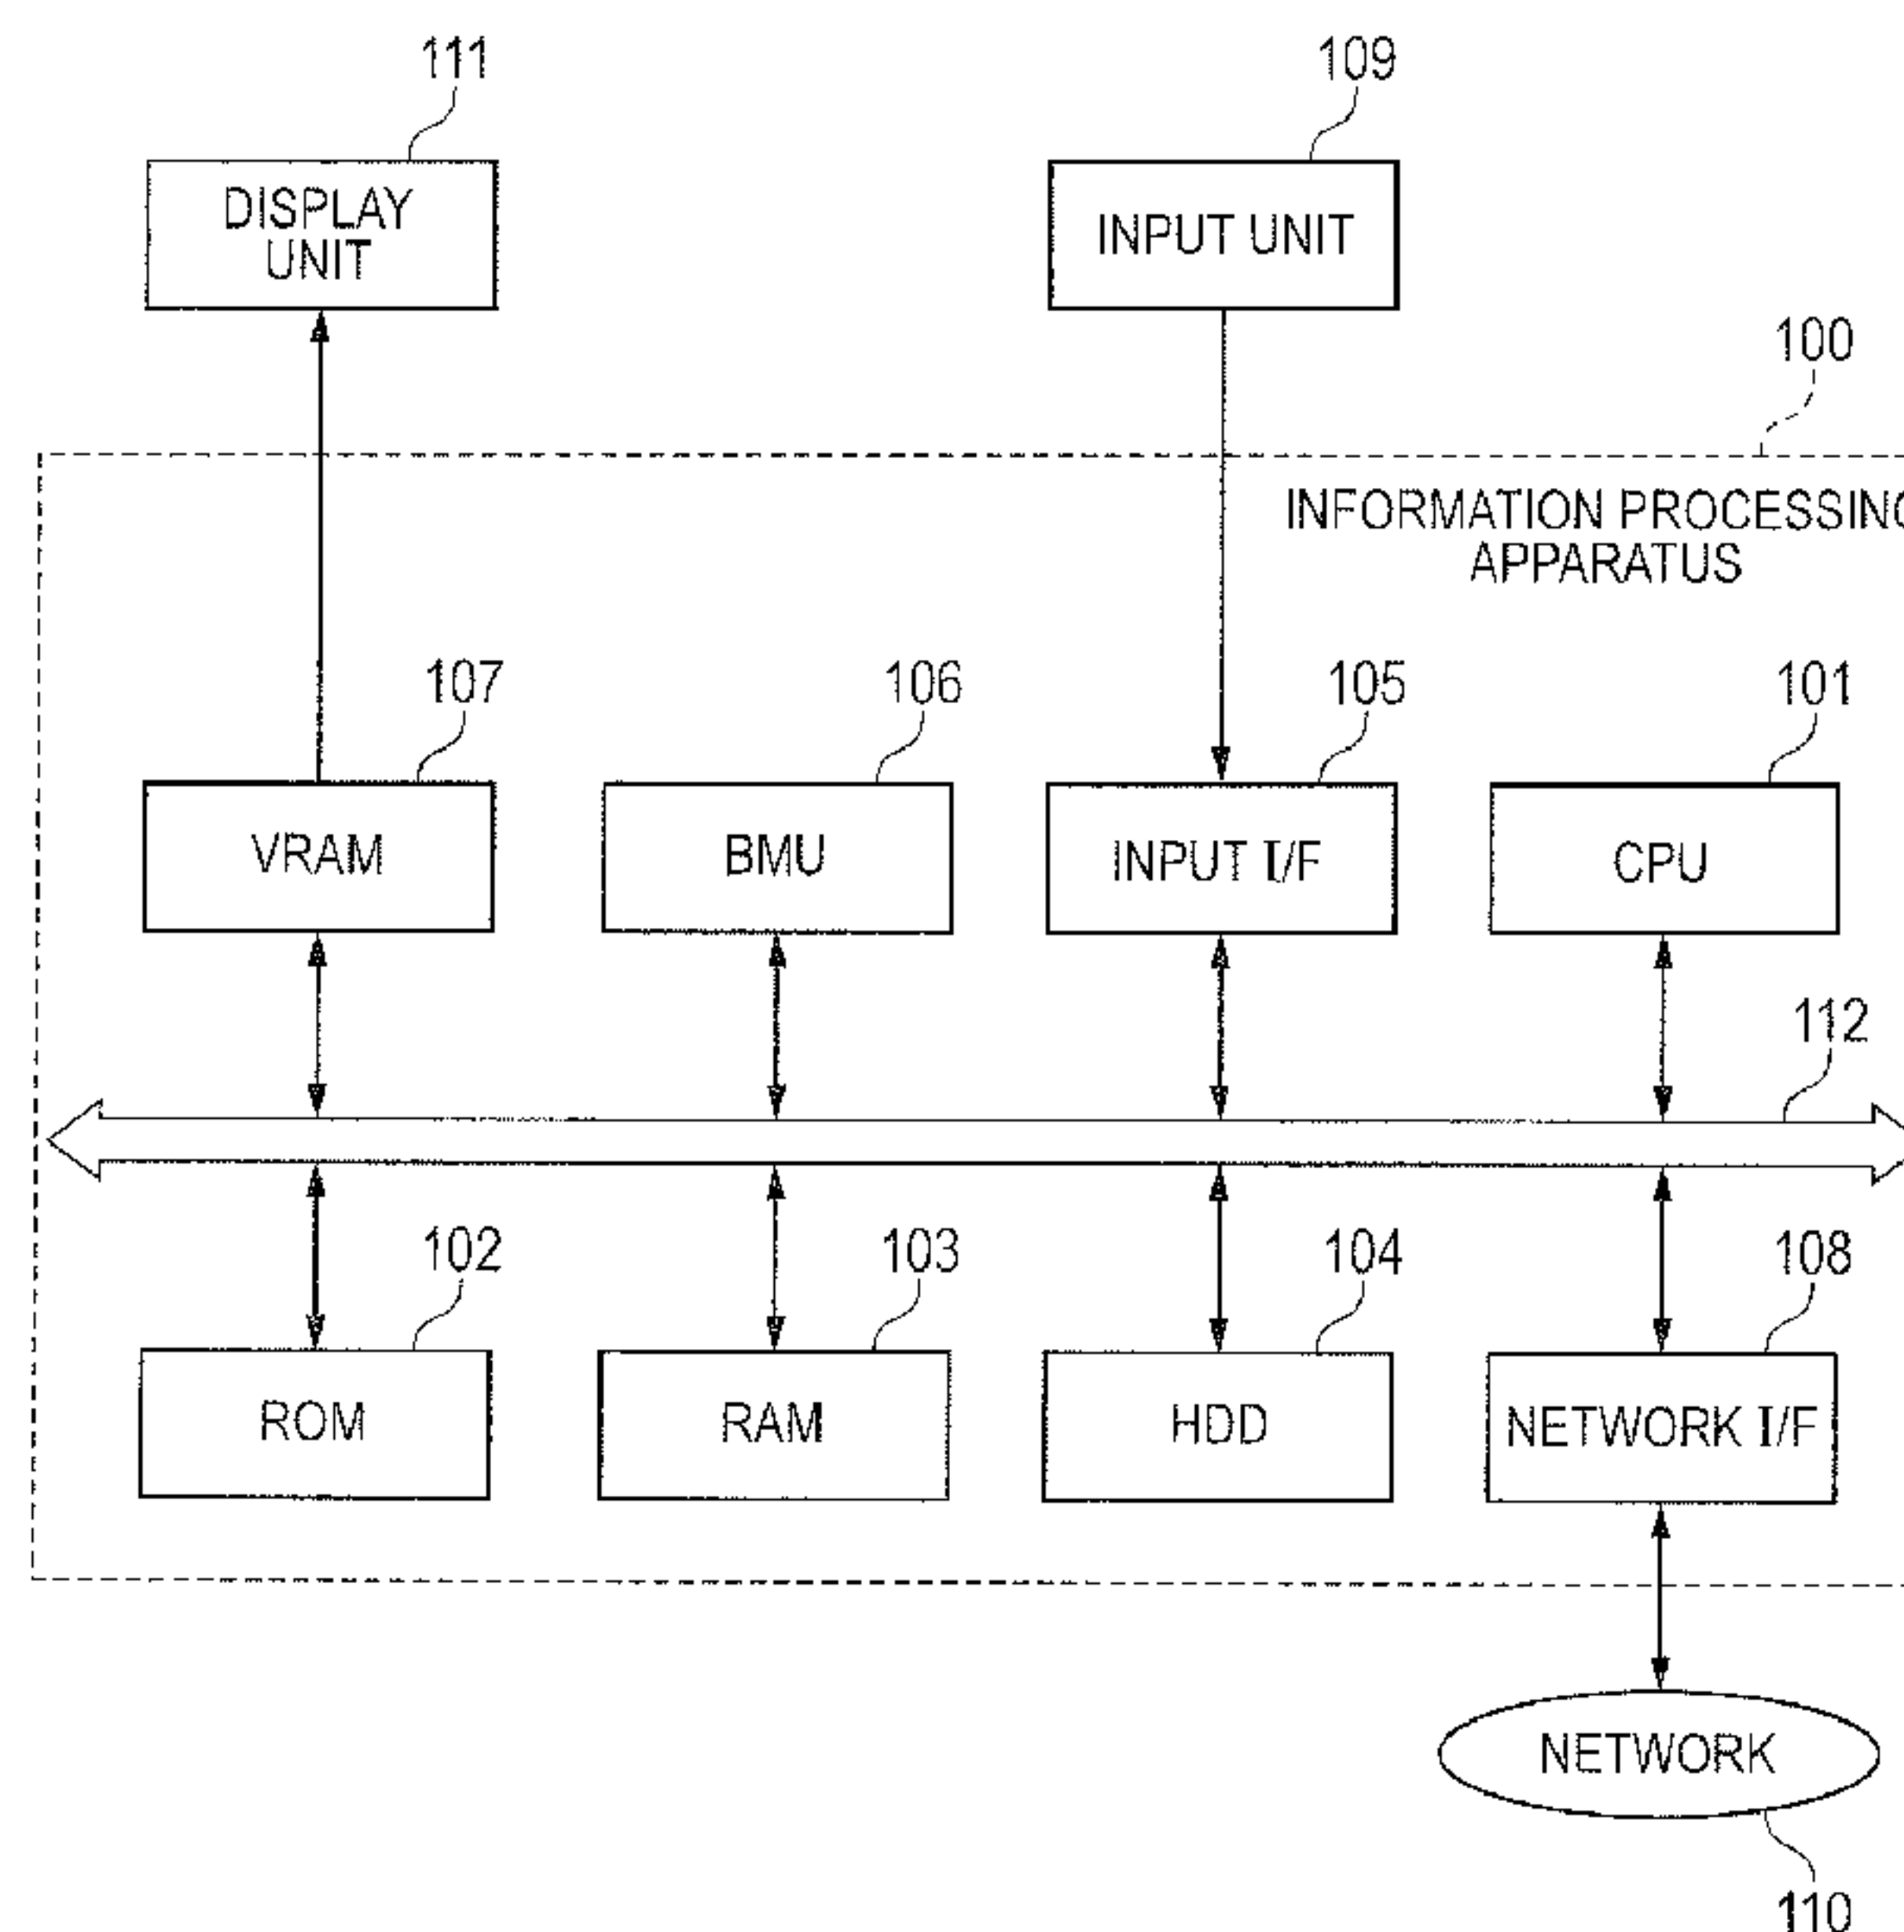 111
109
DISPLAY
UNIT
INPUT UNIT
100
INFORMATION PROCESSING
APPARATUS
107
106
105
101
VRAM
BMU
INPUT I/F
CPU
112
102
103
104
108
ROM
RAM
HDD
NETWORK I/F
NETWORK
110